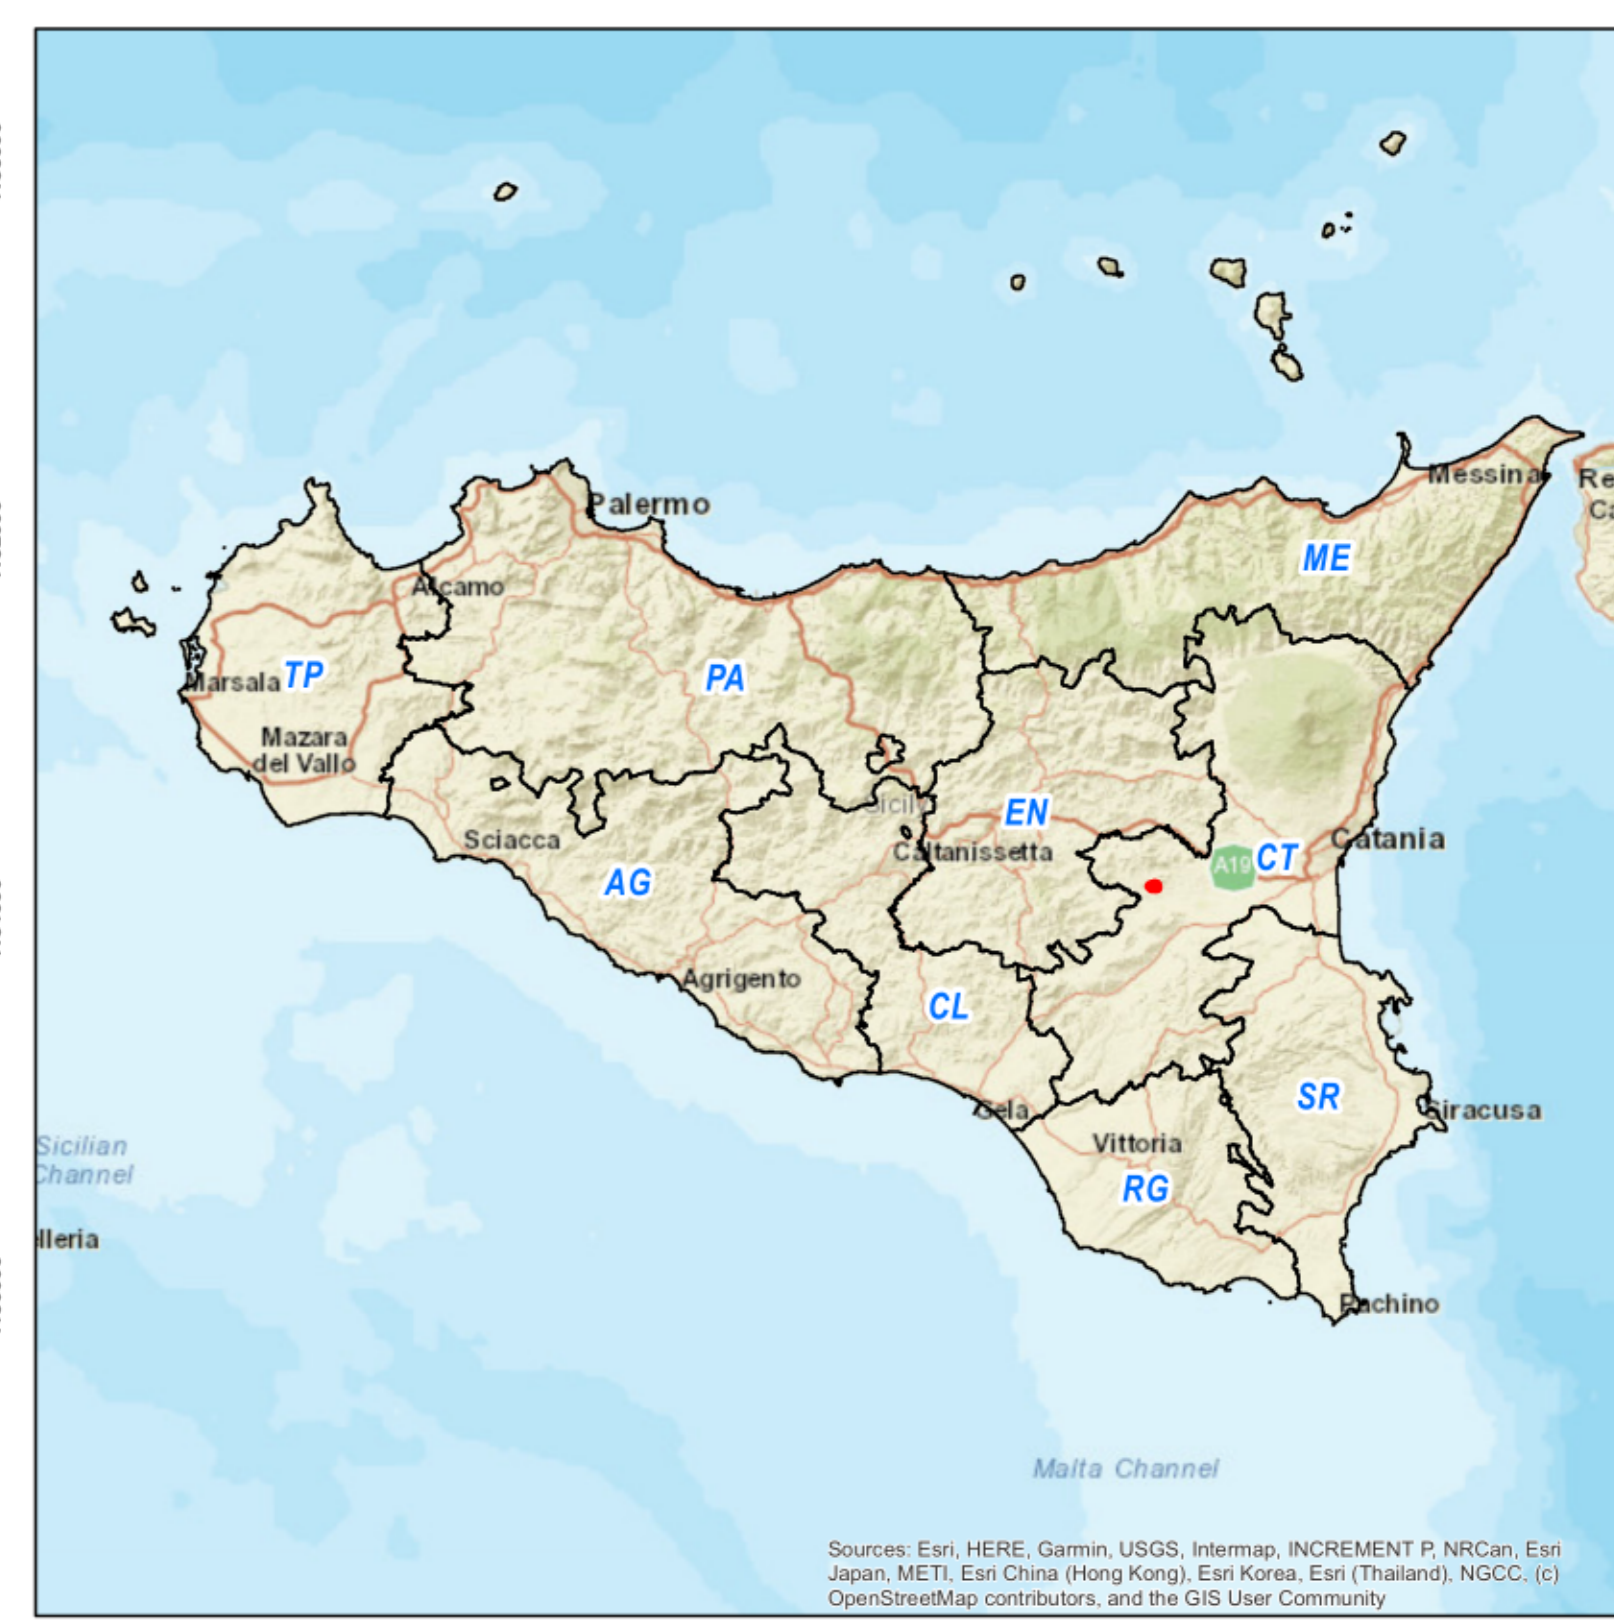 Palermo
Messina
Re
Ca
ME
Alcamo
Marsala
TP
PA
Mazara
del Vallo
Sicily
EN
Sciacca
Caltanissetta
A19
CT
Catania
AG
Agrigento
CL
Gela
SR
Siracusa
Vittoria
Sicilian
Channel
RG
elleria
Pachino
Malta Channel
Sources: Esri, HERE, Garmin, USGS, Intermap, INCREMENT P, NRCan, Esri
Japan, METI, Esri China (Hong Kong), Esri Korea, Esri (Thailand), NGCC, (c)
OpenStreetMap contributors, and the GIS User Community